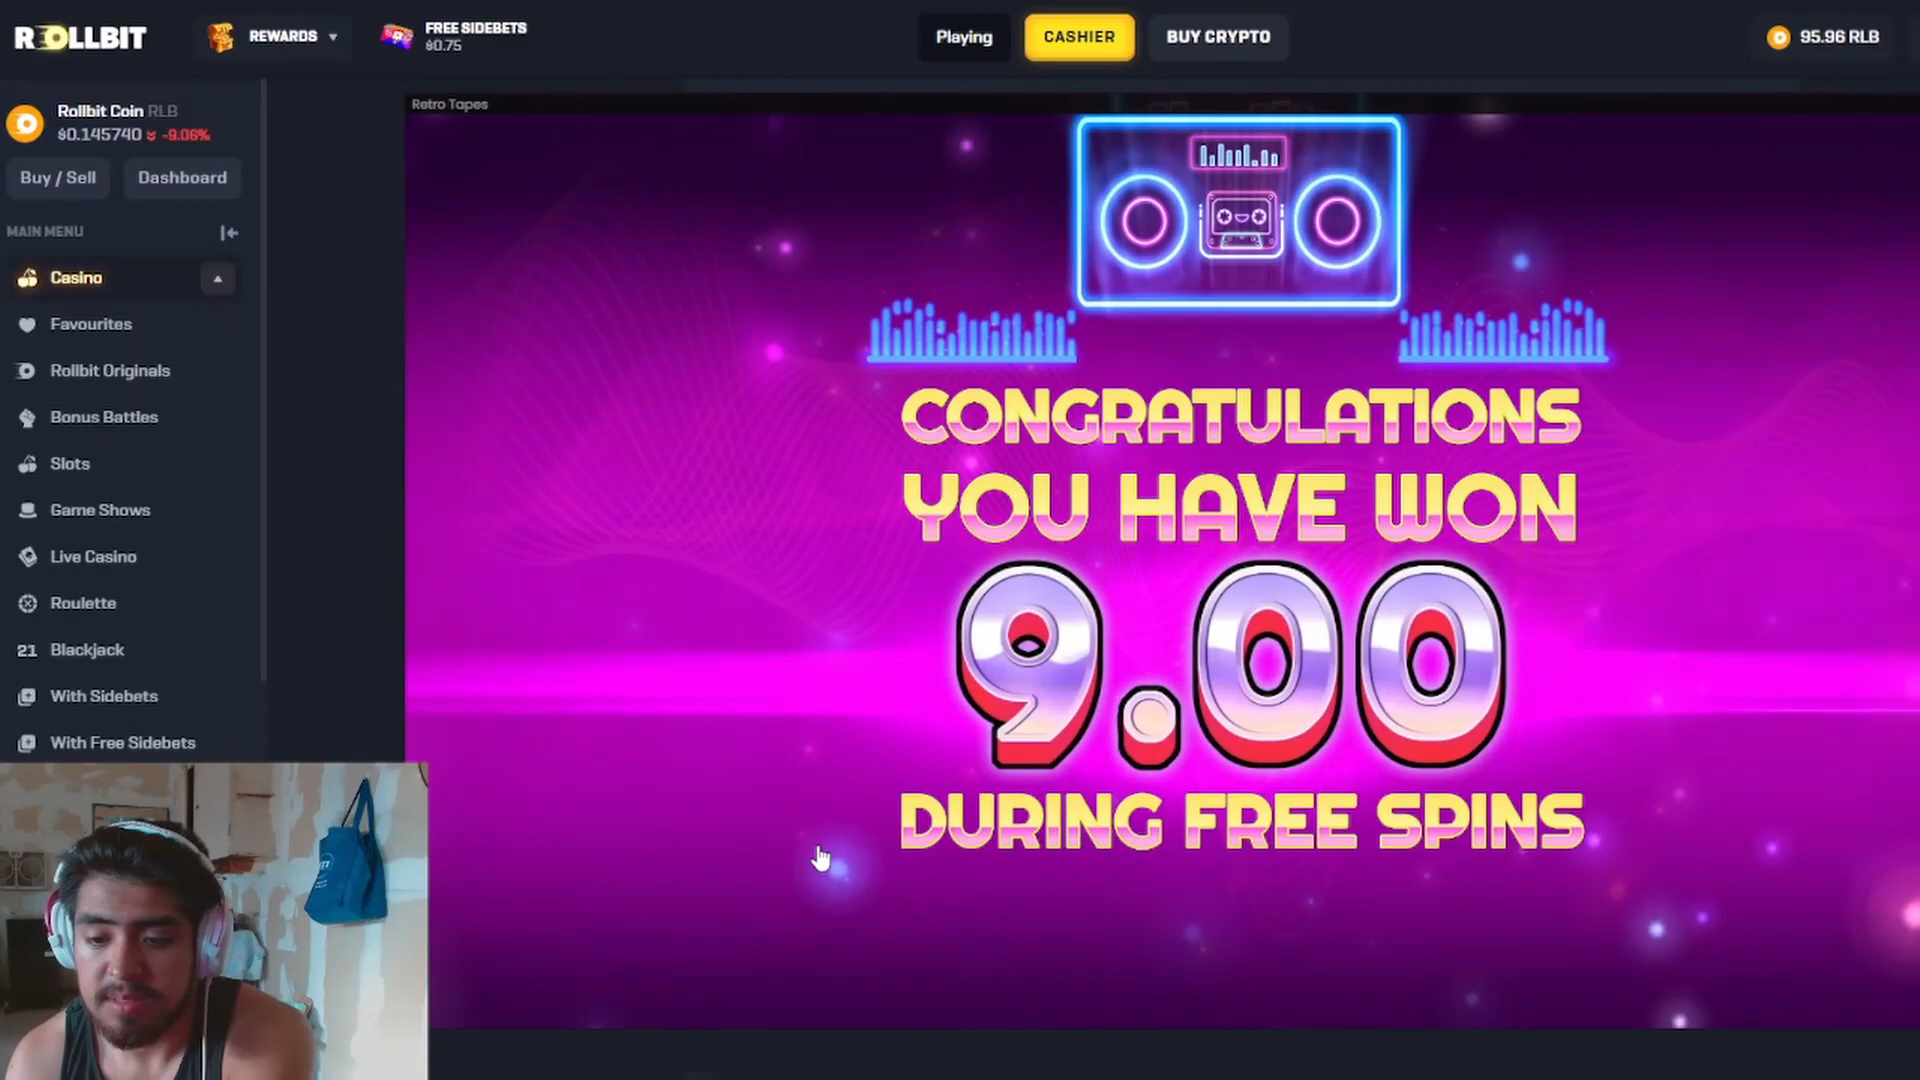 ROLLBIT
REWARDS
FREE SIDEBETS
$0.75
Playing
CASHIER
BUY CRYPTO
95.96 RLB
Rollbit Coin RLB
$0.145740 -9.06%
Buy / Sell
Dashboard
MAIN MENU
Casino
Favourites
Rollbit Originals
Bonus Battles
Slots
Game Shows
Live Casino
Roulette
21 Blackjack
With Sidebets
With Free Sidebets
Retro Tapes
CONGRATULATIONS
YOU HAVE WON
9.00
DURING FREE SPINS